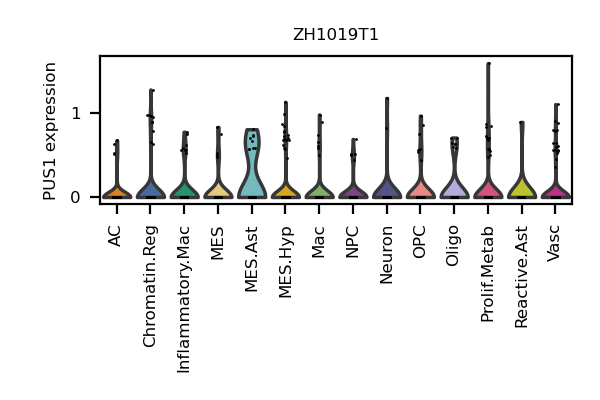 ZH1019T1
PUS1 expression
1
0
AC
Chromatin.Reg
Inflammatory.Mac
MES
MES.Ast
MES.Hyp
Mac
NPC
Neuron
OPC
Oligo
Prolif.Metab
Reactive.Ast
Vasc